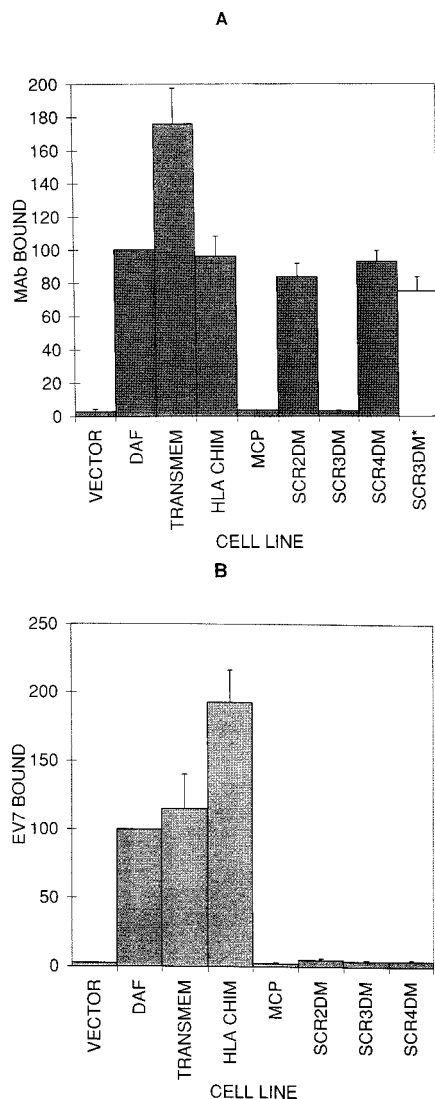 A
200
180
160
140
120
100
80
60
40
20
0
MAb BOUND
VECTOR
DAF
TRANSMEM
HLA CHIM
MCP
SCR2DM
SCR3DM
SCR4DM
SCR3DM*
CELL LINE
B
250
200
150
100
50
0
EV7 BOUND
VECTOR
DAF
TRANSMEM
HLA CHIM
MCP
SCR2DM
SCR3DM
SCR4DM
CELL LINE